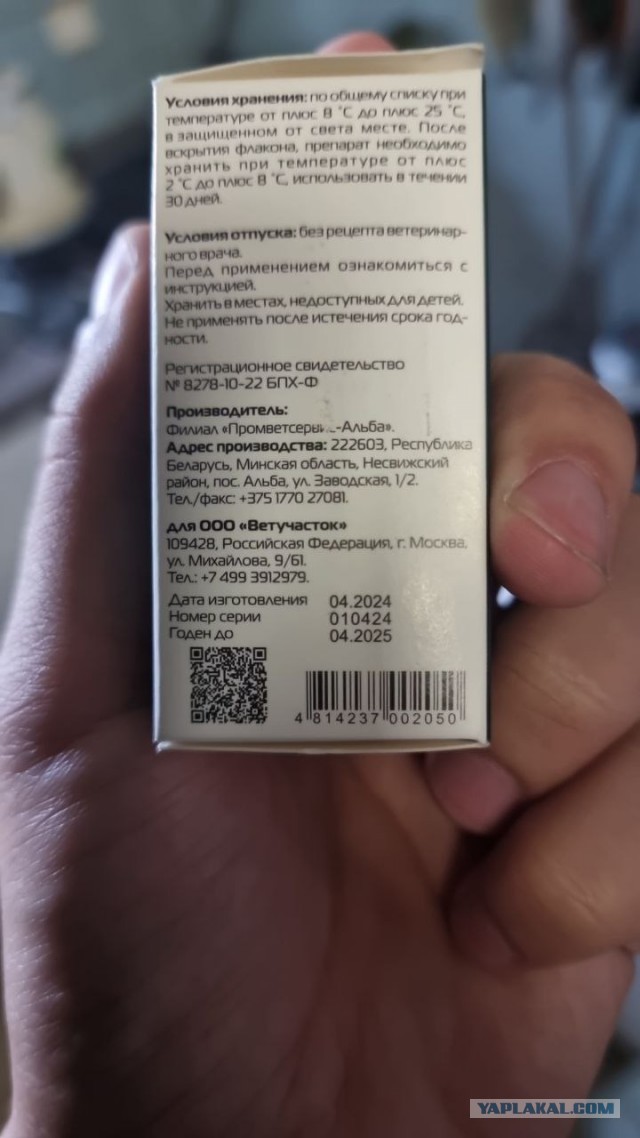 Условия хранения: по общему списку при
температуре от плюс 8 °С до плюс 25 °С,
в защищенном от света месте. После
вскрытия флакона, препарат необходимо
хранить при температуре от плюс
2 °С до плюс 8 °С, использовать в течении
30 дней.
Условия отпуска: без рецепта ветеринар-
ного врача.
Перед применением ознакомиться с
инструкцией.
Хранить в местах, недоступных для детей.
Не применять после истечения срока год-
ности.
Регистрационное свидетельство
№ 8278-10-22 БПХ-Ф
Производитель:
Филиал «Промветсерви...-Альба».
Адрес производства: 222603, Республика
Беларусь, Минская область, Несвижский
район, пос. Альба, ул. Заводская, 1/2.
Тел./факс: +375 1770 27081.
для ООО «Ветучасток»
109428, Российская Федерация, г. Москва,
ул. Михайлова, 9/61.
Тел.: +7 499 3912979.
Дата изготовления 04.2024
Номер серии 010424
Годен до 04.2025
4 814237 002050
YAPLAKAL.COM